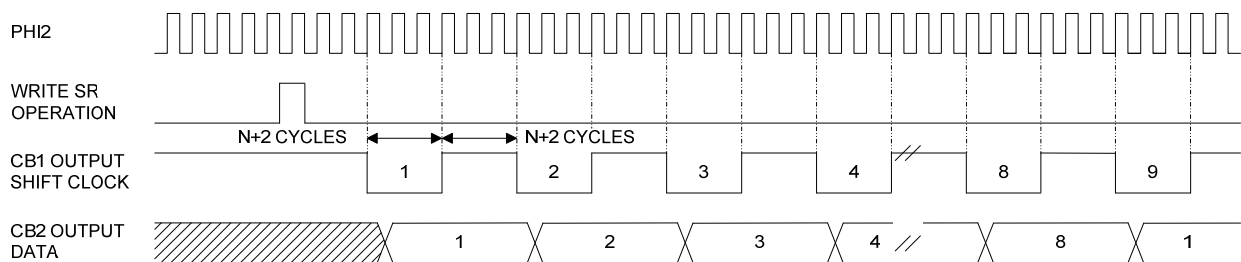 PHI2
WRITE SR
OPERATION
N+2 CYCLES
N+2 CYCLES
CB1 OUTPUT
SHIFT CLOCK
1
2
3
4
8
9
CB2 OUTPUT
DATA
1
2
3
4
8
1